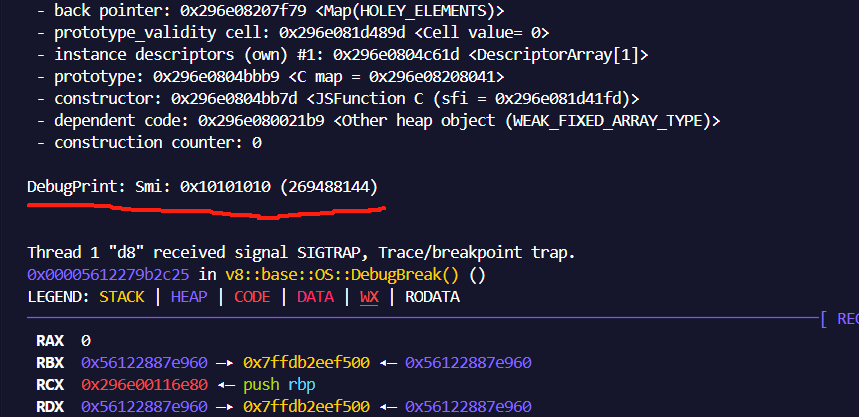 - back pointer: 0x296e08207f79 <Map(HOLEY_ELEMENTS)>
- prototype_validity cell: 0x296e081d489d <Cell value= 0>
- instance descriptors (own) #1: 0x296e0804c61d <DescriptorArray[1]>
- prototype: 0x296e0804bbb9 <C map = 0x296e08208041>
- constructor: 0x296e0804bb7d <JSFunction C (sfi = 0x296e081d41fd)>
- dependent code: 0x296e080021b9 <Other heap object (WEAK_FIXED_ARRAY_TYPE)>
- construction counter: 0
DebugPrint: Smi: 0x10101010 (269488144)
Thread 1 "d8" received signal SIGTRAP, Trace/breakpoint trap.
0x00005612279b2c25 in v8::base::OS::DebugBreak() ()
LEGEND: STACK | HEAP | CODE | DATA | WX | RODATA
[ REG
RAX 0
RBX 0x56122887e960 —▸ 0x7ffdb2eef500 ◂— 0x56122887e960
RCX 0x296e00116e80 ◂— push rbp
RDX 0x56122887e960 —▸ 0x7ffdb2eef500 ◂— 0x56122887e960